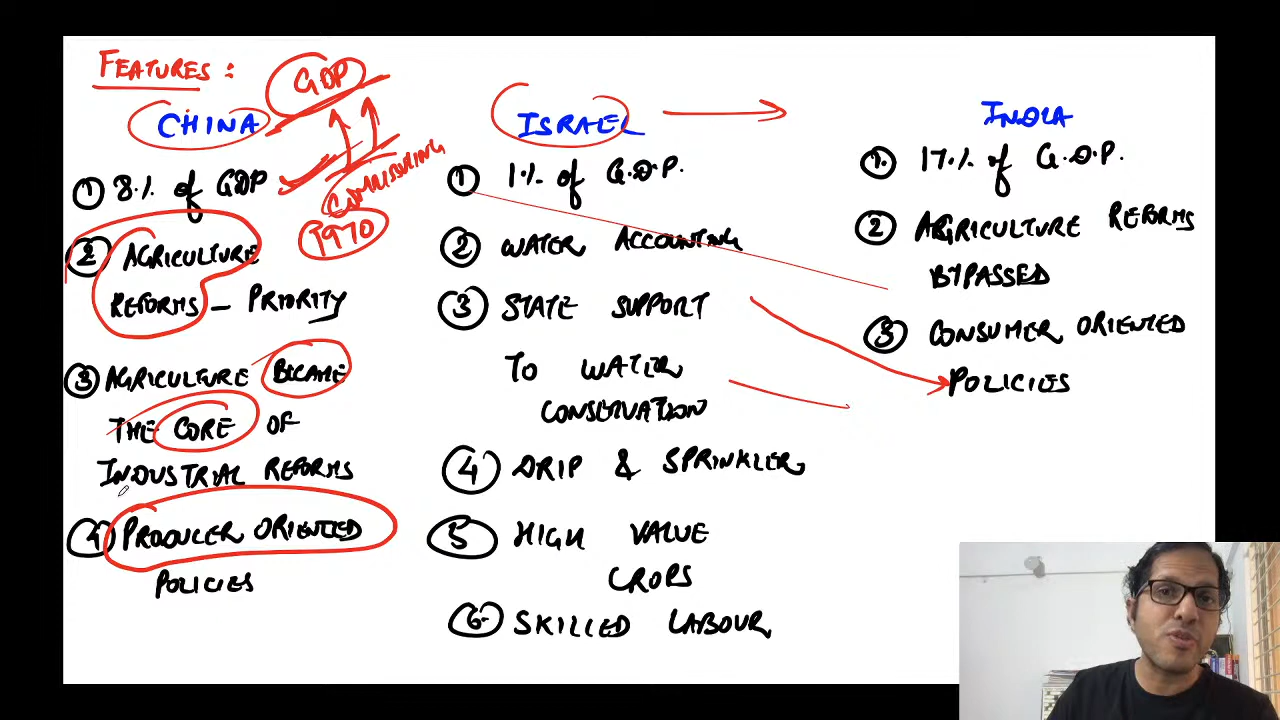 FEATURES:
GDP
CHINA
① 8% of GDP
1970
② AGRICULTURE
REFORMS – PRIORITY
③ AGRICULTURE BECAME
THE CORE OF
INDUSTRIAL REFORMS
④ PRODUCER ORIENTED
POLICIES
ISRAEL
① 1% of G.D.P.
② WATER ACCOUNTING
③ STATE SUPPORT
TO WATER
CONSERVATION
④ DRIP & SPRINKLER
⑤ HIGH VALUE
CROPS
⑥ SKILLED LABOUR
INDIA
①. 17% of G.D.P.
② AGRICULTURE REFORMS
BYPASSED
③ CONSUMER ORIENTED
POLICIES